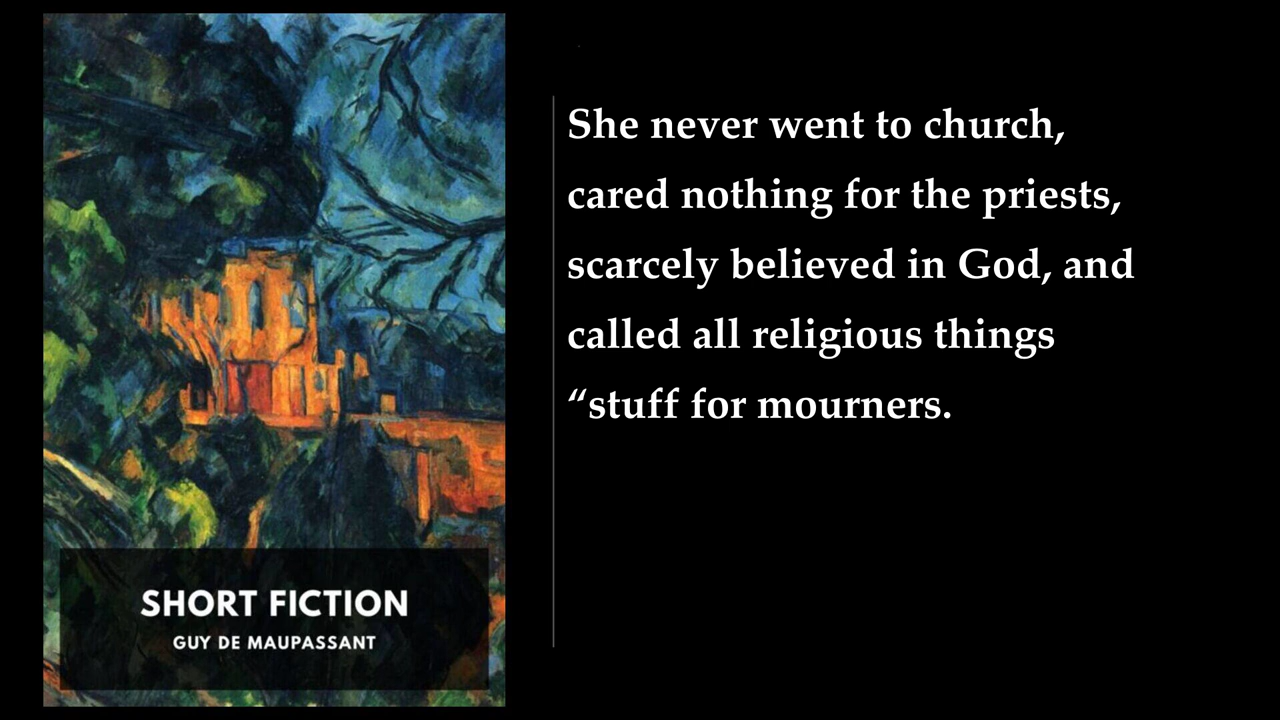 SHORT FICTION
GUY DE MAUPASSANT
She never went to church,
cared nothing for the priests,
scarcely believed in God, and
called all religious things
“stuff for mourners.